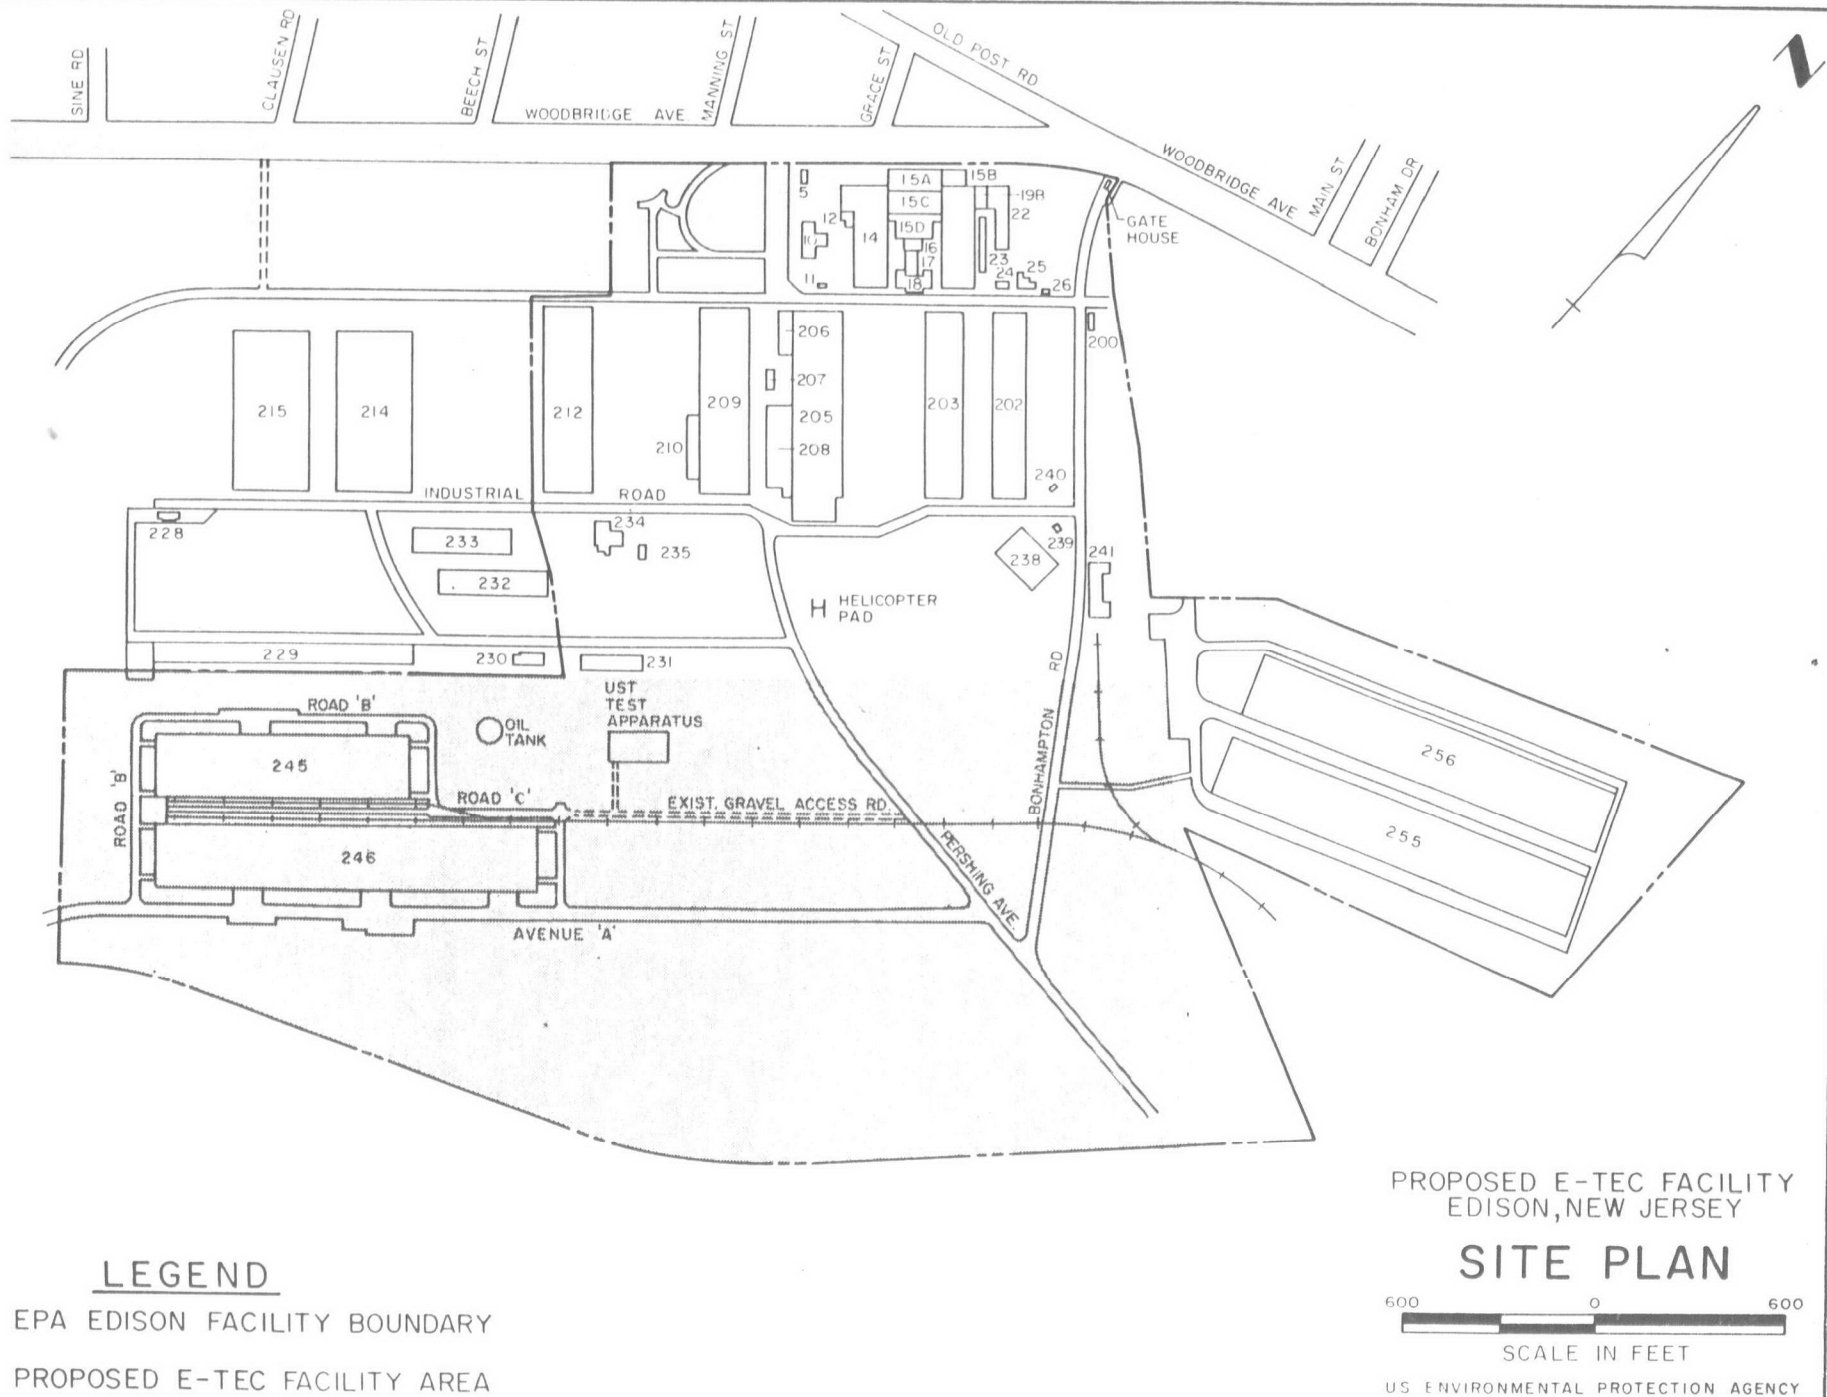 SINE RD
CLAUSEN RD
BEECH ST
MANNING ST
GRACE ST
OLD POST RD
WOODBRIDGE AVE
WOODBRIDGE AVE
MAIN ST
BONHAM DR
N
5
15A
15B
19B
15C
22
12
14
15D
10
16
17
23
24
25
11
18
26
GATE
HOUSE
200
206
207
215
214
212
209
205
203
202
210
208
240
INDUSTRIAL ROAD
228
233
234
235
232
238
239
241
H HELICOPTER
PAD
229
230
231
UST
TEST
APPARATUS
ROAD 'B'
OIL
TANK
245
ROAD 'B'
ROAD 'C'
EXIST. GRAVEL ACCESS RD.
BONHAMPTON RD
256
255
246
PERSHING AVE.
AVENUE 'A'
PROPOSED E-TEC FACILITY
EDISON, NEW JERSEY
SITE PLAN
600 0 600
SCALE IN FEET
US ENVIRONMENTAL PROTECTION AGENCY
LEGEND
EPA EDISON FACILITY BOUNDARY
PROPOSED E-TEC FACILITY AREA